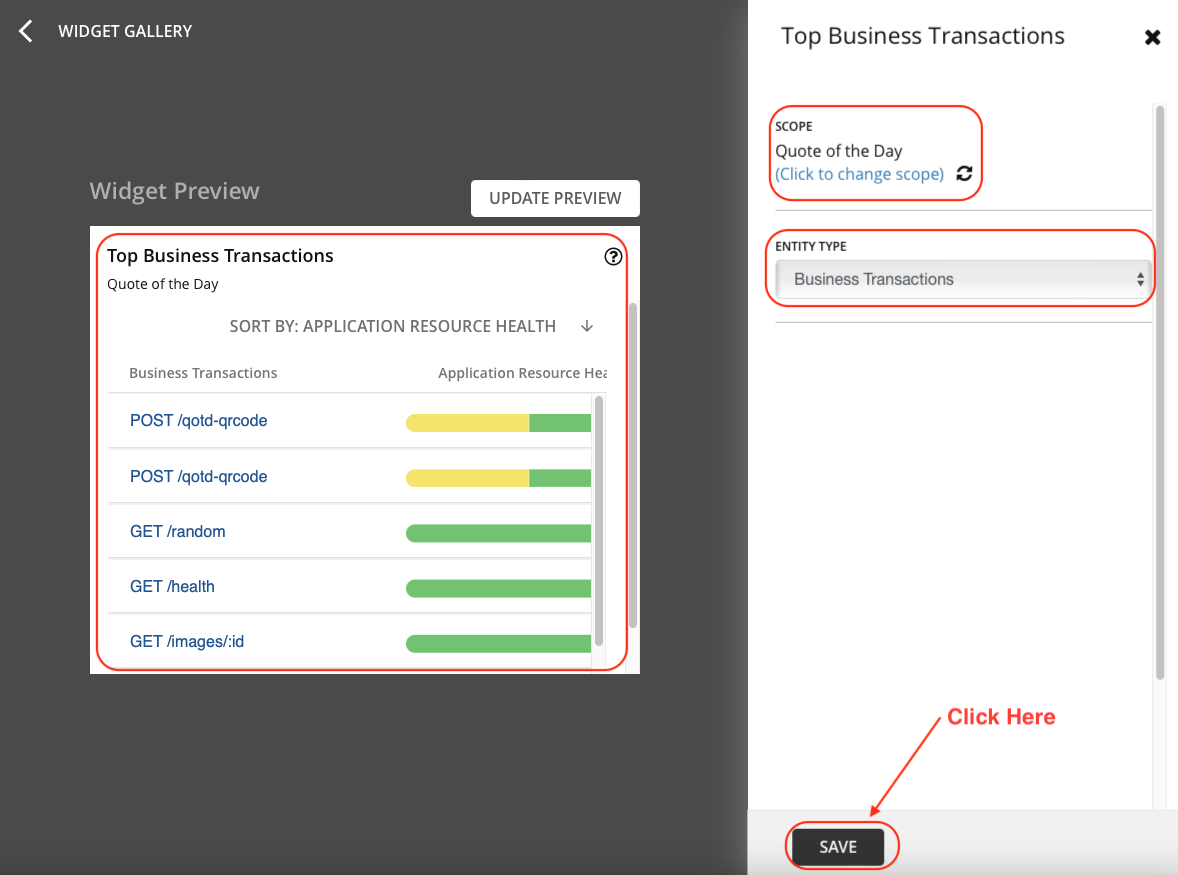 WIDGET GALLERY
Widget Preview
UPDATE PREVIEW
Top Business Transactions
?
Quote of the Day
SORT BY: APPLICATION RESOURCE HEALTH
Business Transactions Application Resource Hea
POST /qotd-qrcode
POST /qotd-qrcode
GET /random
GET /health
GET /images/:id
Top Business Transactions
SCOPE
Quote of the Day
(Click to change scope)
ENTITY TYPE
Business Transactions
Click Here
SAVE